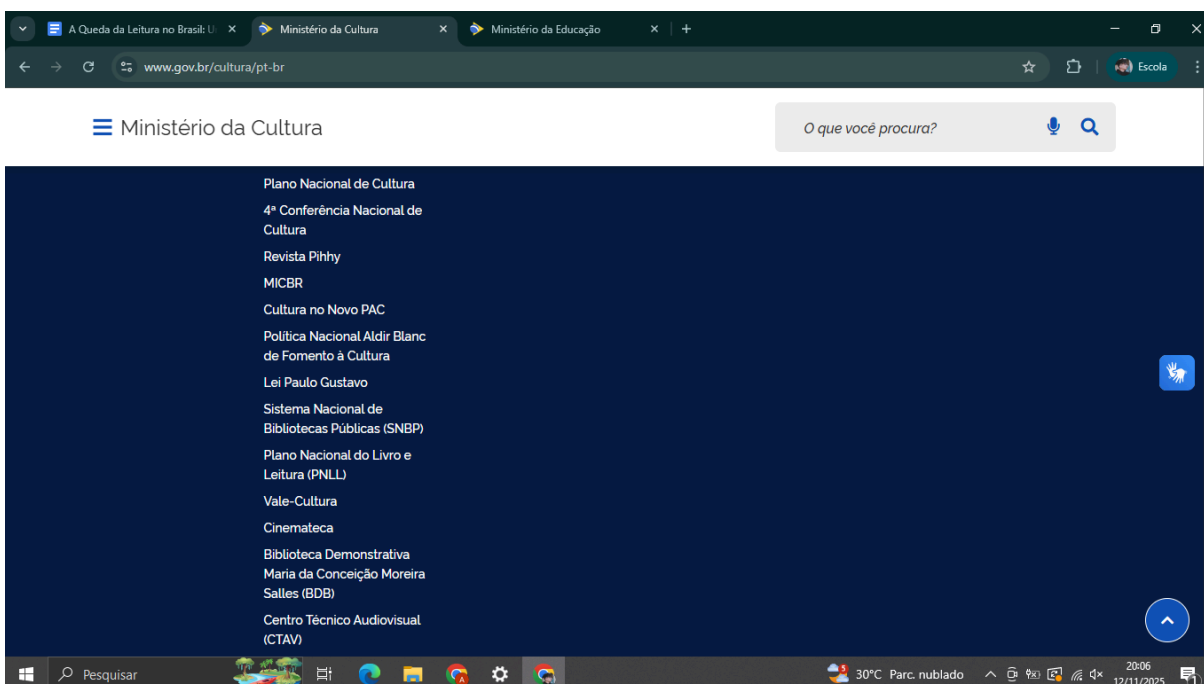 A Queda da Leitura no Brasil: U
Ministério da Cultura
Ministério da Educação
www.gov.br/cultura/pt-br
Escola
Ministério da Cultura
O que você procura?
Plano Nacional de Cultura
4ª Conferência Nacional de
Cultura
Revista Pihhy
MICBR
Cultura no Novo PAC
Política Nacional Aldir Blanc
de Fomento à Cultura
Lei Paulo Gustavo
Sistema Nacional de
Bibliotecas Públicas (SNBP)
Plano Nacional do Livro e
Leitura (PNLL)
Vale-Cultura
Cinemateca
Biblioteca Demonstrativa
Maria da Conceição Moreira
Salles (BDB)
Centro Técnico Audiovisual
(CTAV)
Pesquisar
30°C Parc. nublado
20:06
12/11/2025